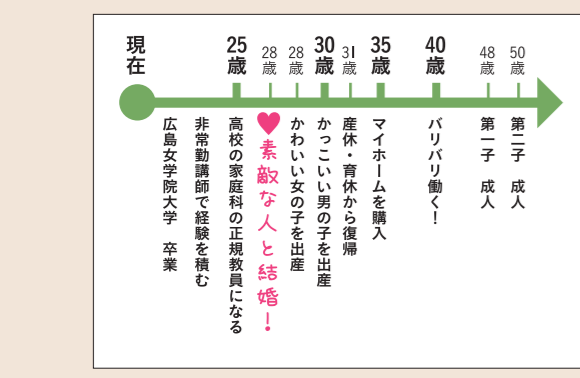 現在
25歳
28歳
28歳
30歳
31歳
35歳
40歳
48歳
50歳
広島女学院大学 卒業
非常勤講師で経験を積む
高校の家庭科の正規教員になる
♥素敵な人と結婚！
かわいい女の子を出産
かっこいい男の子を出産
産休・育休から復帰
マイホームを購入
バリバリ働く！
第一子 成人
第二子 成人